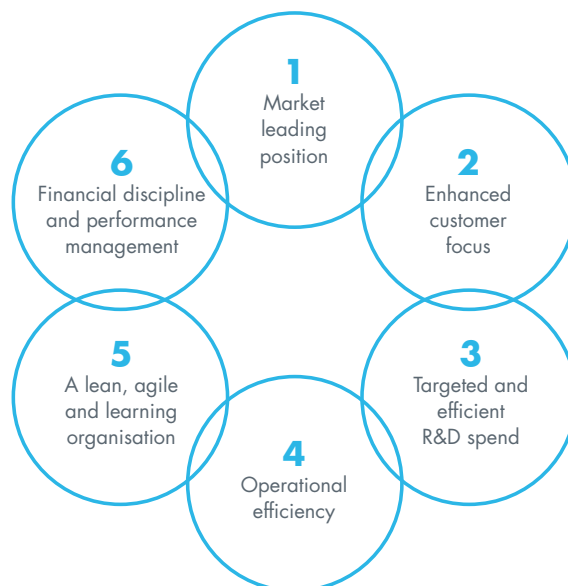 1
Market
leading
position
2
Enhanced
customer
focus
3
Targeted and
efficient
R&D spend
4
Operational
efficiency
5
A lean, agile
and learning
organisation
6
Financial discipline
and performance
management